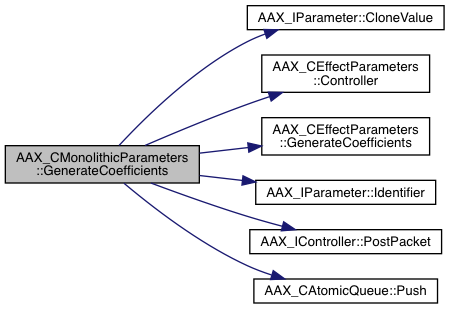 AAX_IParameter::CloneValue
AAX_CEffectParameters
::Controller
AAX_CEffectParameters
::GenerateCoefficients
AAX_CMonolithicParameters
::GenerateCoefficients
AAX_IParameter::Identifier
AAX_IController::PostPacket
AAX_CAtomicQueue::Push